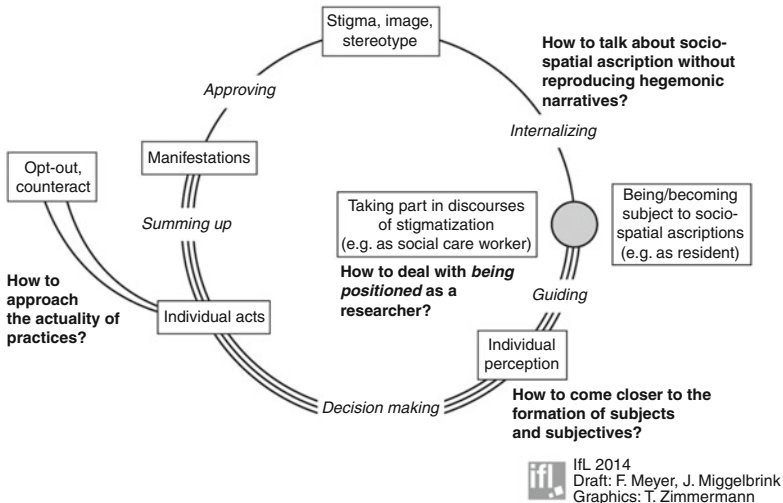 Stigma, image,
stereotype
How to talk about socio-
spatial ascription without
reproducing hegemonic
narratives?
Approving
Internalizing
Manifestations
Opt-out,
counteract
Taking part in discourses
of stigmatization
(e.g. as social care worker)
Being/becoming
subject to socio-
spatial ascriptions
(e.g. as resident)
Summing up
How to deal with being
positioned as a
researcher?
How to
approach
the actuality of
practices?
Guiding
Individual acts
Individual
perception
Decision making
How to come closer to the
formation of subjects
and subjectives?
ifl
IfL 2014
Draft: F. Meyer, J. Miggelbrink
Graphics: T. Zimmermann